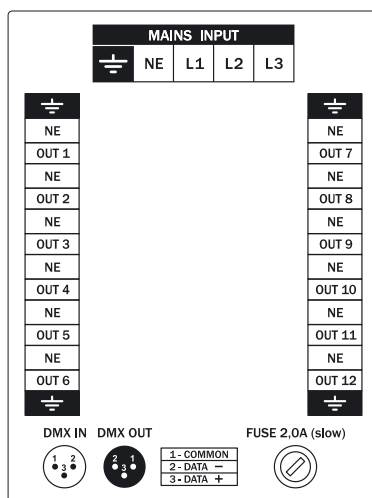 MAINS INPUT
NE L1 L2 L3
NE
OUT 1
NE
OUT 2
NE
OUT 3
NE
OUT 4
NE
OUT 5
NE
OUT 6
NE
OUT 7
NE
OUT 8
NE
OUT 9
NE
OUT 10
NE
OUT 11
NE
OUT 12
DMX IN DMX OUT
1 2
3
2 1
3
1 - COMMON
2 - DATA −
3 - DATA +
FUSE 2,0A (slow)